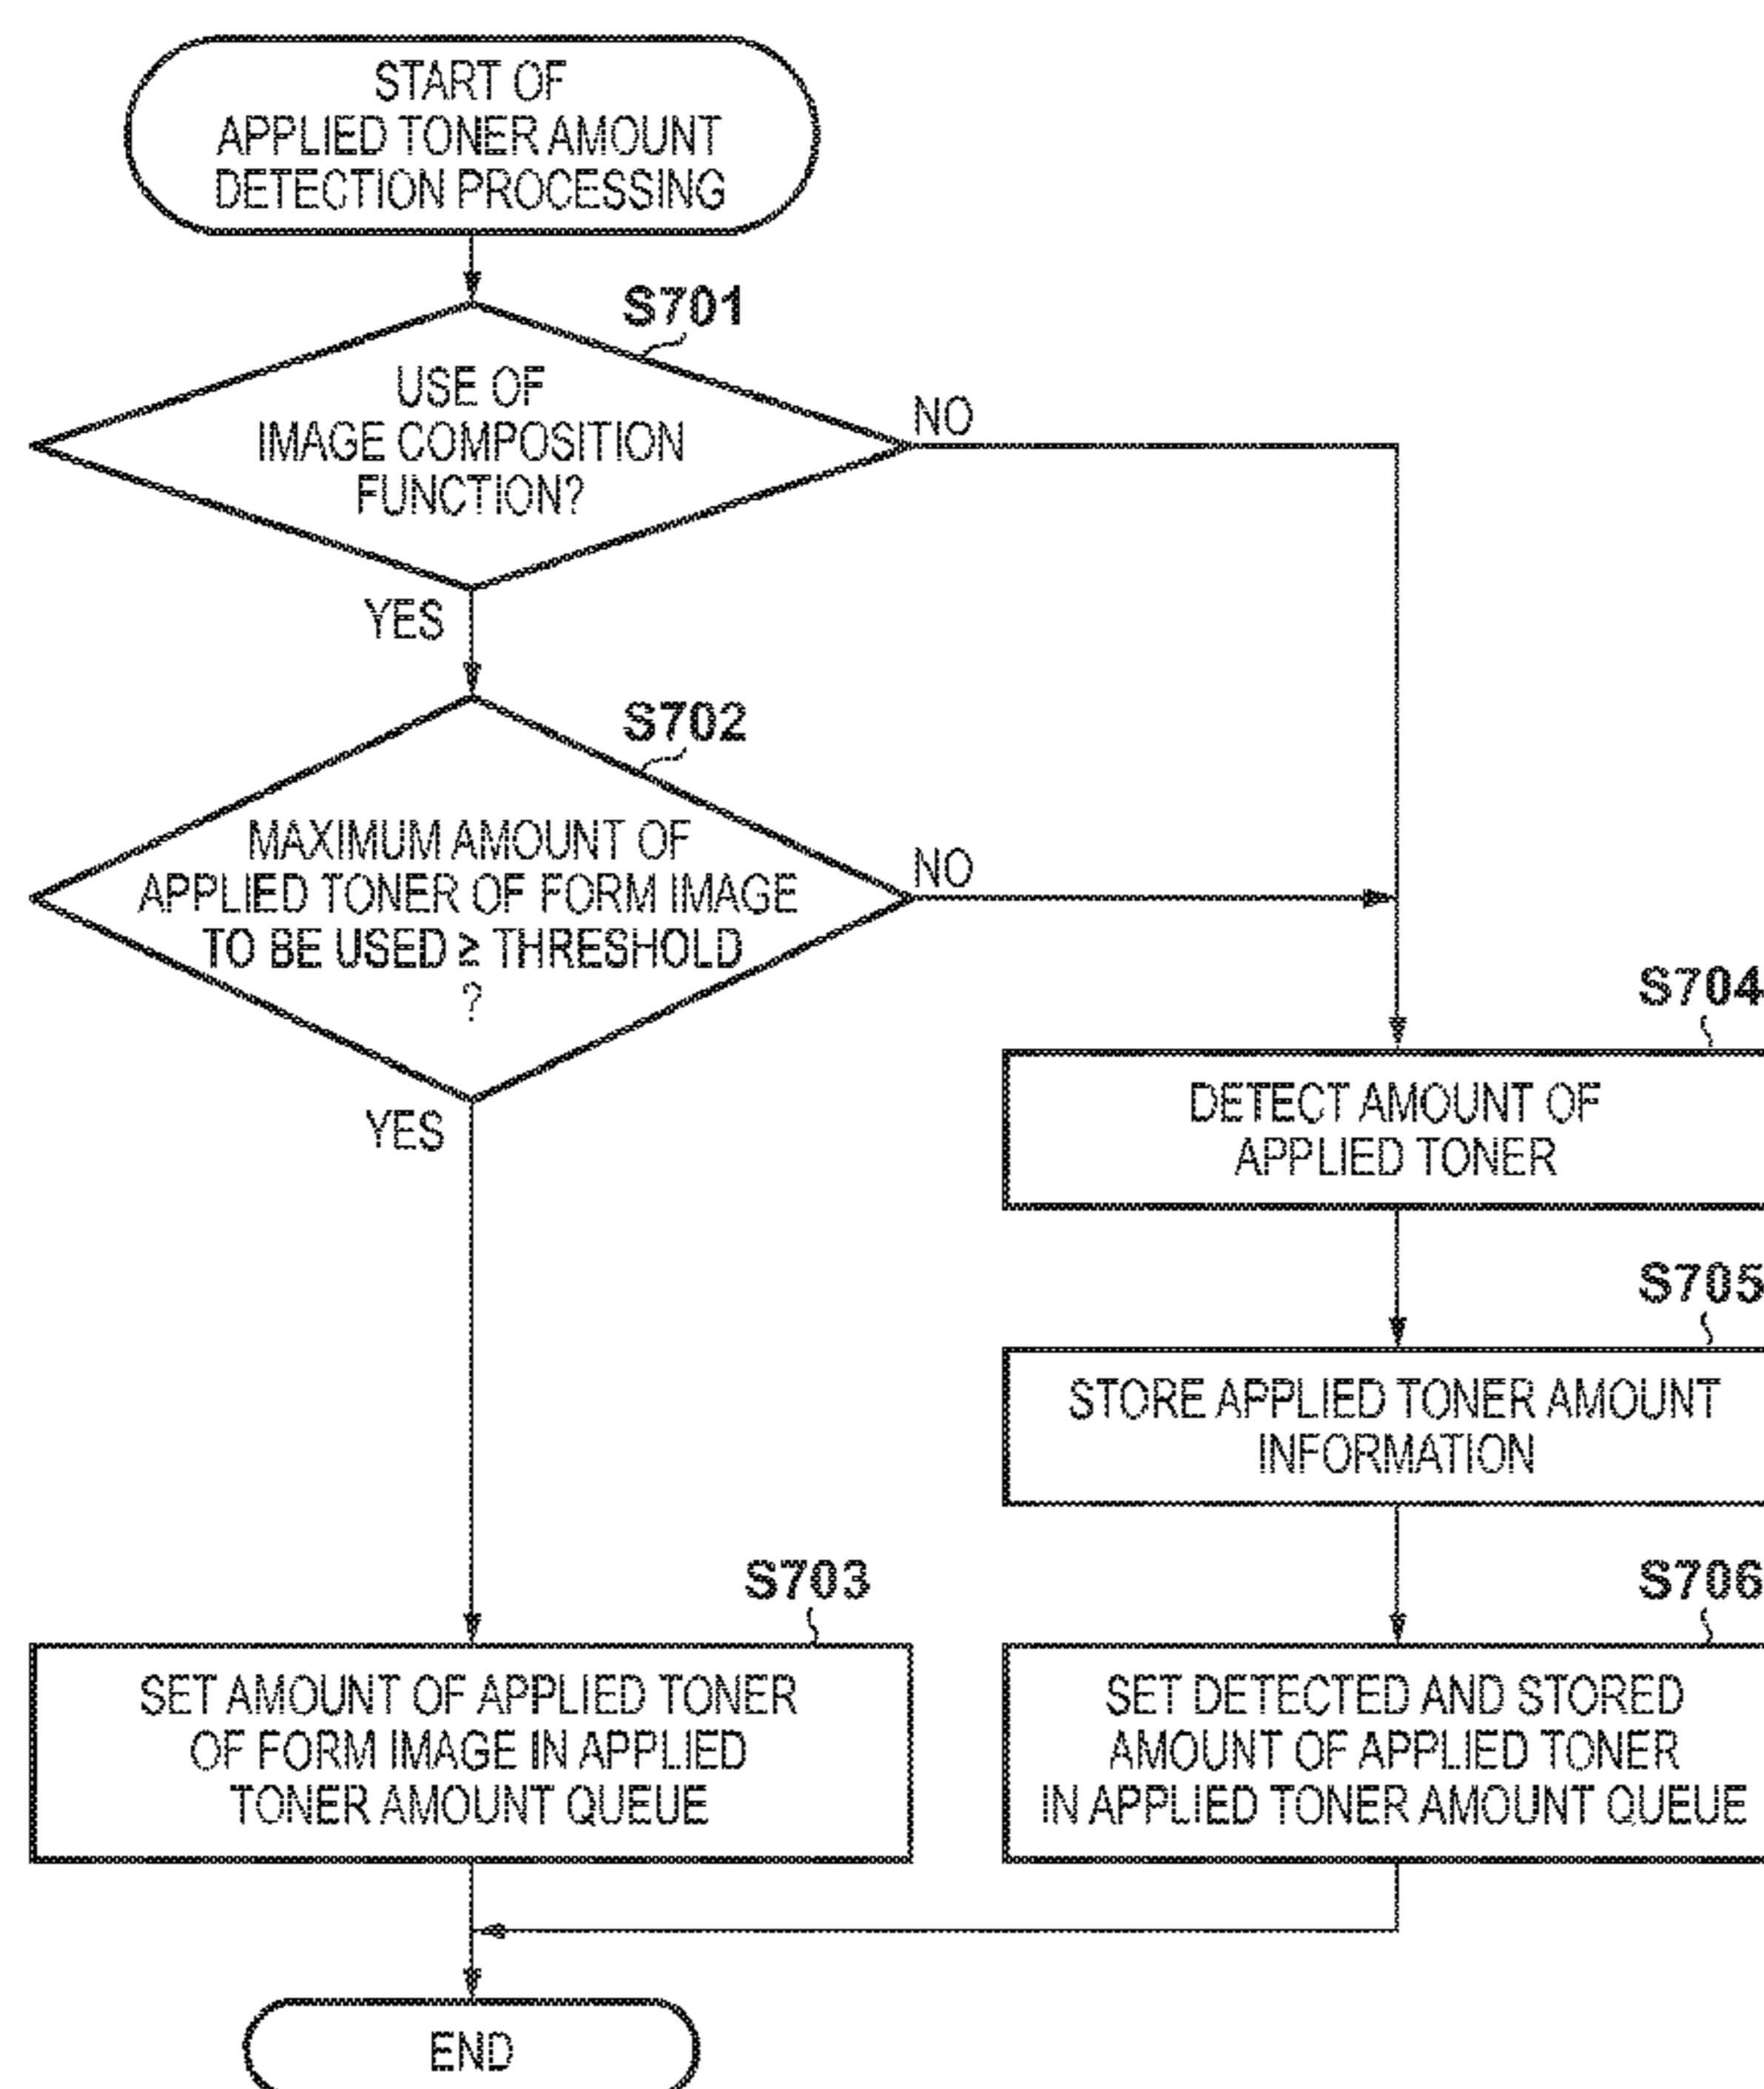 START OF
APPLIED TONER AMOUNT
DETECTION PROCESSING
S701
USE OF
IMAGE COMPOSITION
FUNCTION?
NO
YES
S702
MAXIMUM AMOUNT OF
APPLIED TONER OF FORM IMAGE
TO BE USED ≥ THRESHOLD
?
NO
YES
S704
DETECT AMOUNT OF
APPLIED TONER
S705
STORE APPLIED TONER AMOUNT
INFORMATION
S703
SET AMOUNT OF APPLIED TONER
OF FORM IMAGE IN APPLIED
TONER AMOUNT QUEUE
S706
SET DETECTED AND STORED
AMOUNT OF APPLIED TONER
IN APPLIED TONER AMOUNT QUEUE
END